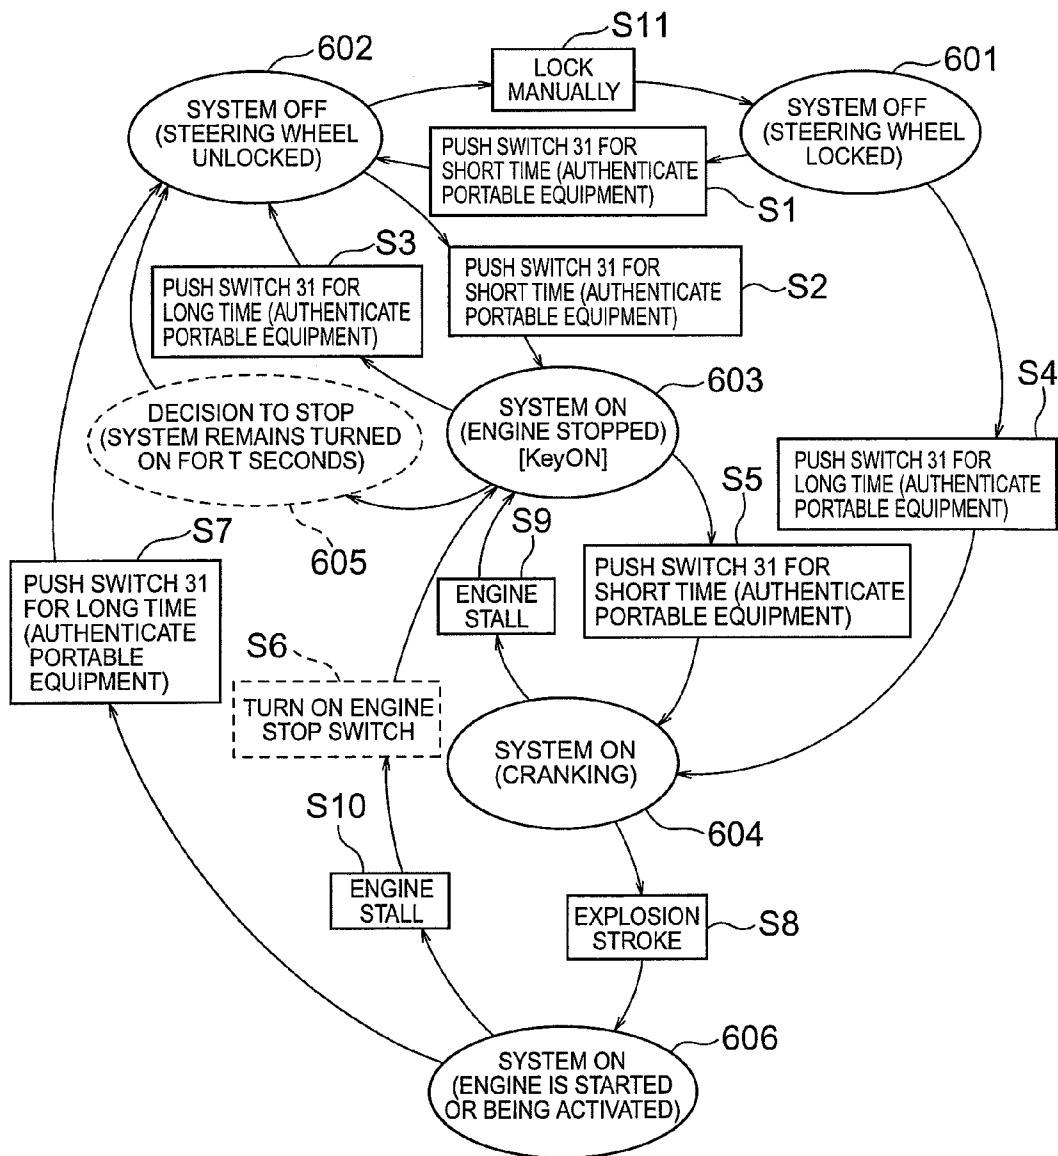 S11
602
LOCK
MANUALLY
601
SYSTEM OFF
(STEERING WHEEL
UNLOCKED)
SYSTEM OFF
(STEERING WHEEL
LOCKED)
PUSH SWITCH 31 FOR
SHORT TIME (AUTHENTICATE
PORTABLE EQUIPMENT)
S1
S3
PUSH SWITCH 31 FOR
LONG TIME (AUTHENTICATE
PORTABLE EQUIPMENT)
PUSH SWITCH 31 FOR
SHORT TIME (AUTHENTICATE
PORTABLE EQUIPMENT)
S2
603
S4
DECISION TO STOP
(SYSTEM REMAINS TURNED
ON FOR T SECONDS)
SYSTEM ON
(ENGINE STOPPED)
[KeyON]
PUSH SWITCH 31 FOR
LONG TIME (AUTHENTICATE
PORTABLE EQUIPMENT)
S7
605
S9
S5
PUSH SWITCH 31
FOR LONG TIME
(AUTHENTICATE
PORTABLE
EQUIPMENT)
ENGINE
STALL
PUSH SWITCH 31 FOR
SHORT TIME (AUTHENTICATE
PORTABLE EQUIPMENT)
S6
TURN ON ENGINE
STOP SWITCH
SYSTEM ON
(CRANKING)
604
S10
ENGINE
STALL
EXPLOSION
STROKE
S8
606
SYSTEM ON
(ENGINE IS STARTED
OR BEING ACTIVATED)